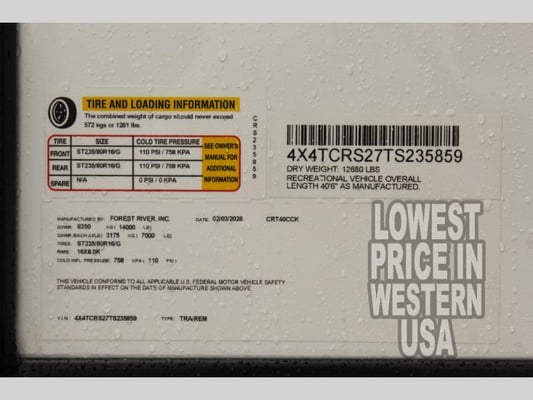 TIRE AND LOADING INFORMATION
The combined weight of cargo should never exceed
572 kgs or 1261 lbs.
TIRE SIZE COLD TIRE PRESSURE
FRONT ST235/80R16/G 110 PSI / 758 KPA
REAR ST235/80R16/G 110 PSI / 758 KPA
SPARE N/A 0 PSI / 0 KPA
SEE OWNER'S
MANUAL FOR
ADDITIONAL
INFORMATION
CRS235859
4X4TCRS27TS235859
DRY WEIGHT: 12680 LBS
RECREATIONAL VEHICLE OVERALL
LENGTH 40'6" AS MANUFACTURED.
MANUFACTURED BY: FOREST RIVER, INC. DATE: 02/03/2026 CRT40CCK
GVWR: 6350 KG ( 14000 LB)
GAWR (EACH AXLE): 3175 KG ( 7000 LB)
TIRES: ST235/80R16/G
RIMS: 16X6.0K
COLD INFL. PRESSURE: 758 KPA ( 110 PSI )
THIS VEHICLE CONFORMS TO ALL APPLICABLE U.S. FEDERAL MOTOR VEHICLE SAFETY
STANDARDS IN EFFECT ON THE DATE OF MANUFACTURE SHOWN ABOVE.
V.I.N.: 4X4TCRS27TS235859 TYPE: TRA/REM
LOWEST
PRICE IN
WESTERN
USA